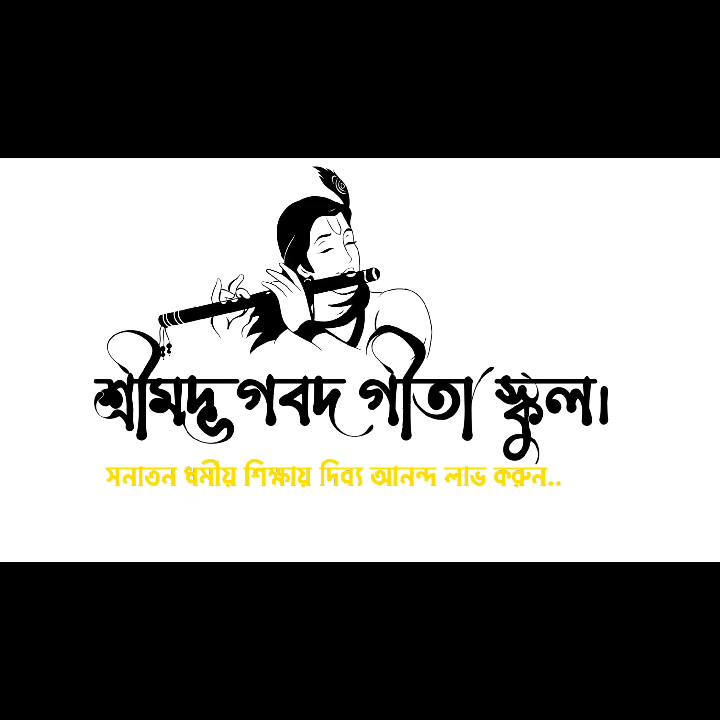 শ্রীমদ্ভগবদ গীতা স্কুল।
সনাতন ধর্মীয় শিক্ষায় দিব্য আনন্দ লাভ করুন..